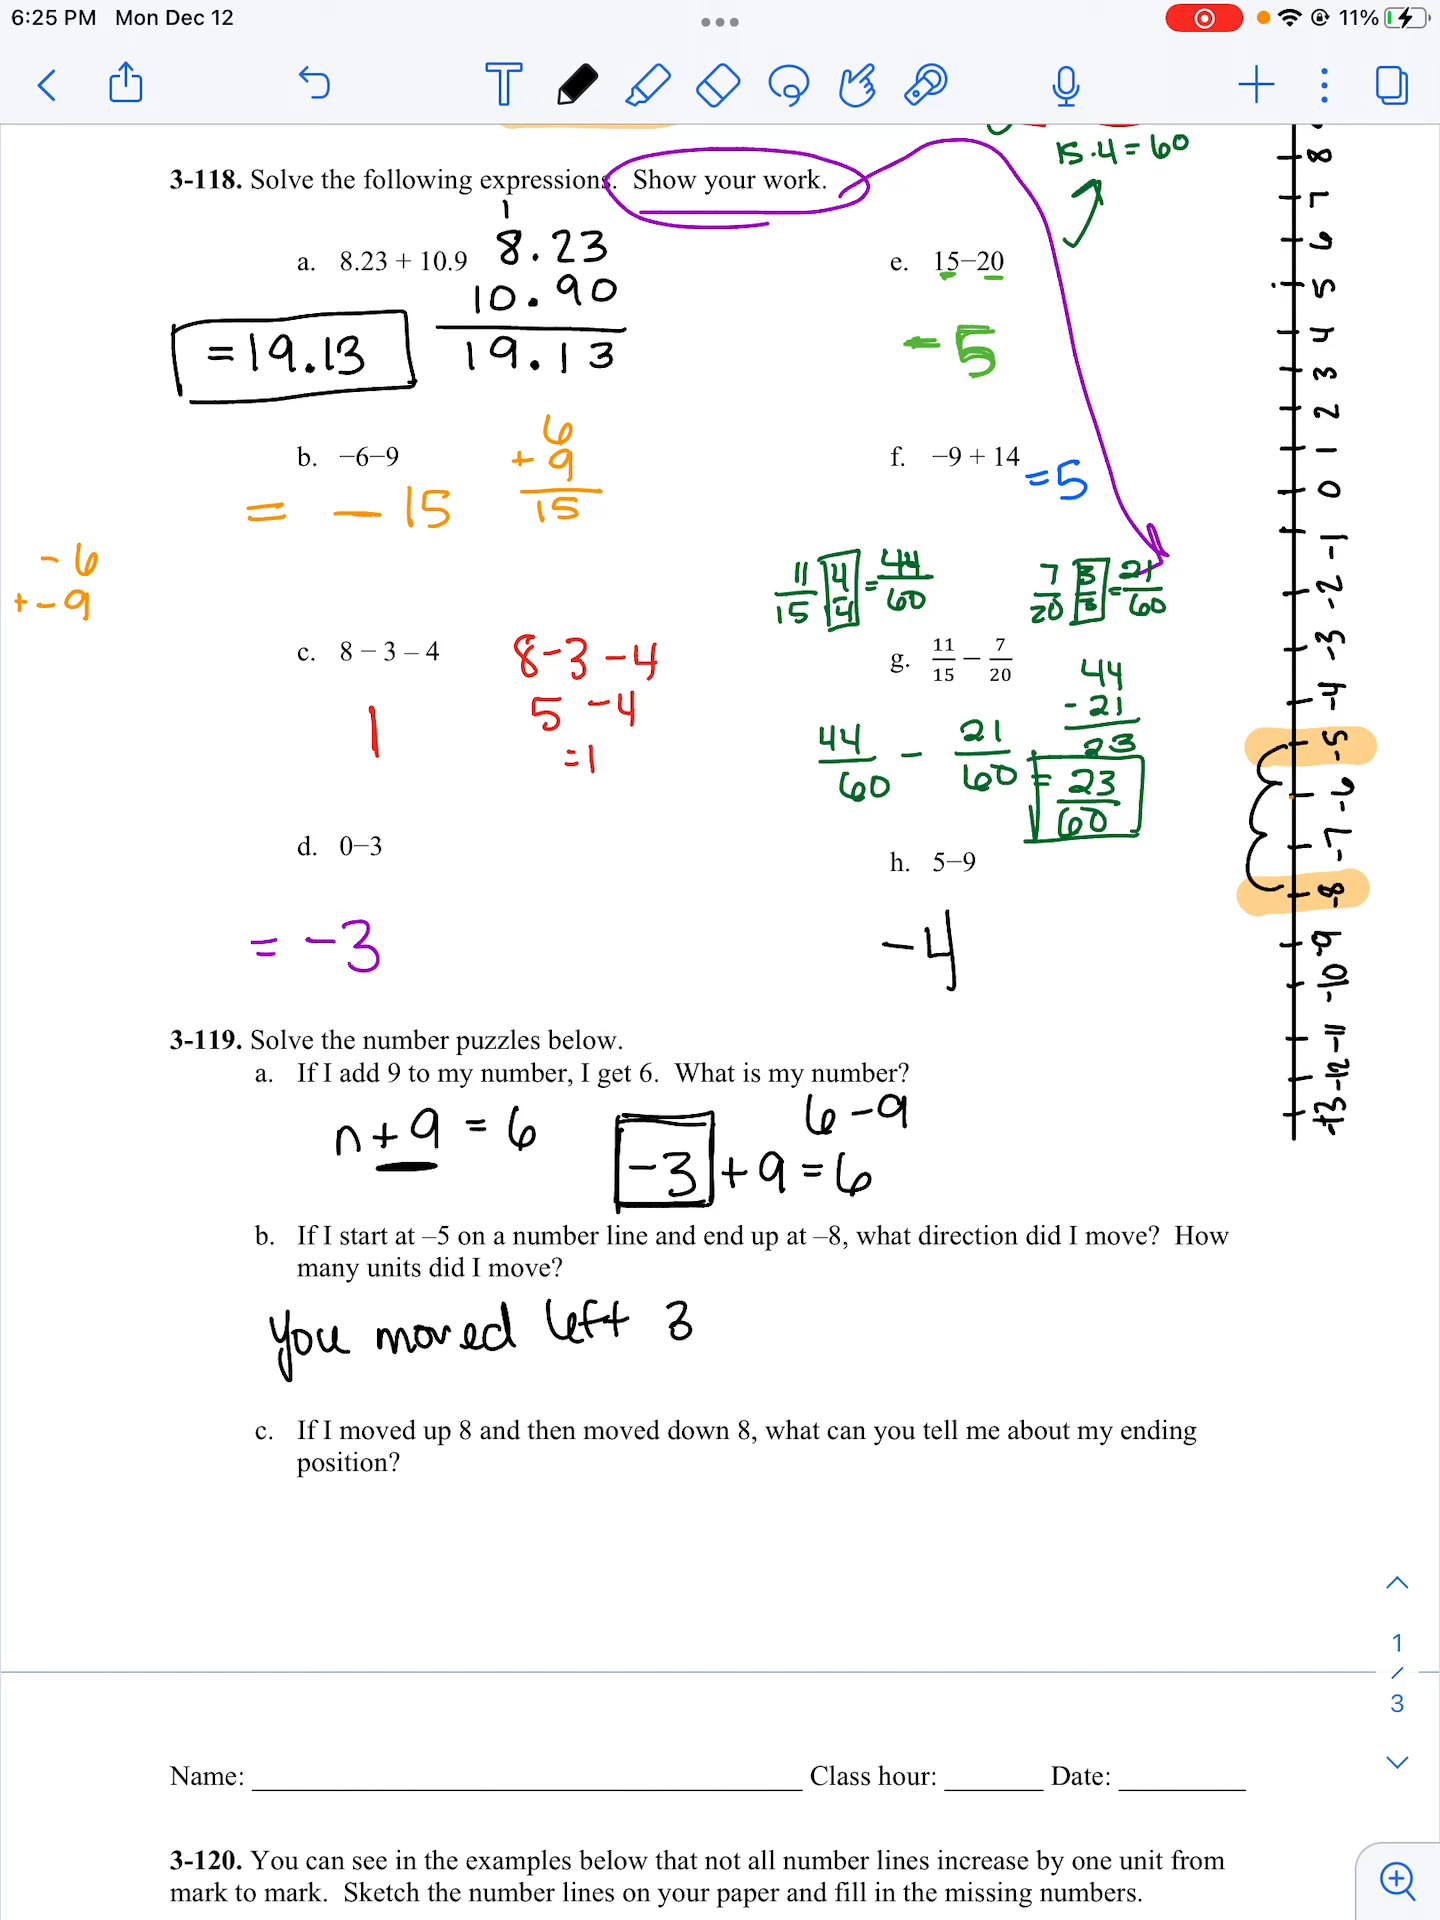 6:25 PM Mon Dec 12
11%
15·4=60
3-118. Solve the following expressions. Show your work.
a. 8.23 + 10.9
1
8.23
10.90
19.13
=19.13
e. 15−20
-5
b. −6−9
= -15
6
+ 9
15
-6
+-9
f. −9 + 14
=5
c. 8 − 3 – 4
1
8-3-4
5 -4
=1
11/15 4/4 = 44/60
7/20 3/3 = 21/60
g. 11/15 − 7/20
44
- 21
23
44/60 - 21/60 = 23/60
d. 0−3
= -3
h. 5−9
-4
8 7 6 5 4 3 2 1 0 -1 -2 -3 -4 -5 -6 -7 -8 -9 -10 -11 -12 -13
3-119. Solve the number puzzles below.
a. If I add 9 to my number, I get 6. What is my number?
n+9 = 6
6-9
-3 +9=6
b. If I start at –5 on a number line and end up at –8, what direction did I move? How
many units did I move?
you moved left 3
c. If I moved up 8 and then moved down 8, what can you tell me about my ending
position?
1
/
3
Name: Class hour: Date:
3-120. You can see in the examples below that not all number lines increase by one unit from
mark to mark. Sketch the number lines on your paper and fill in the missing numbers.